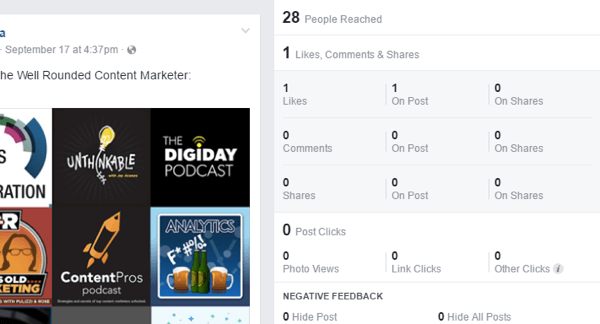 a
September 17 at 4:37pm ·
he Well Rounded Content Marketer:
S
RATION
UNTHINKABLE
with Jay Acunzo
THE
DIGIDAY
PODCAST
+R
S OLD
KETING
WITH PULIZZI & ROSE
ContentPros
podcast
ANALYTICS
F*#%!
28 People Reached
1 Likes, Comments & Shares
1 1 0
Likes On Post On Shares
0 0 0
Comments On Post On Shares
0 0 0
Shares On Post On Shares
0 Post Clicks
0 0 0
Photo Views Link Clicks Other Clicks i
NEGATIVE FEEDBACK
0 Hide Post 0 Hide All Posts